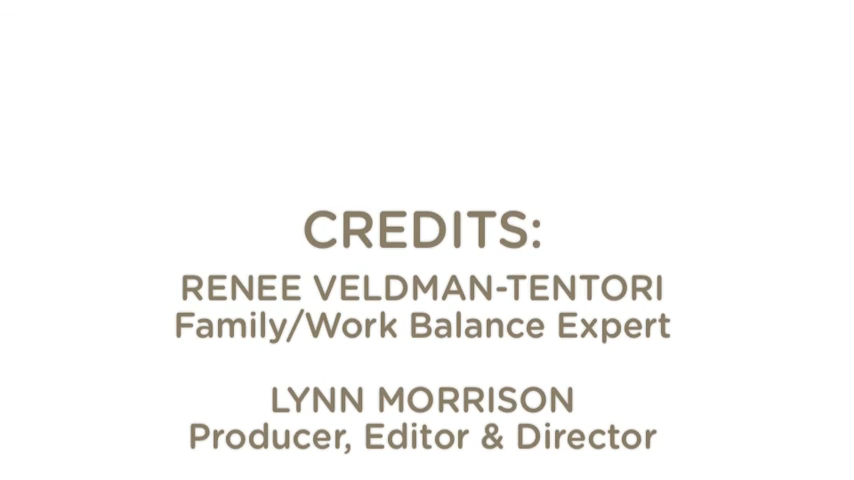 CREDITS:
RENEE VELDMAN-TENTORI
Family/Work Balance Expert
LYNN MORRISON
Producer, Editor & Director